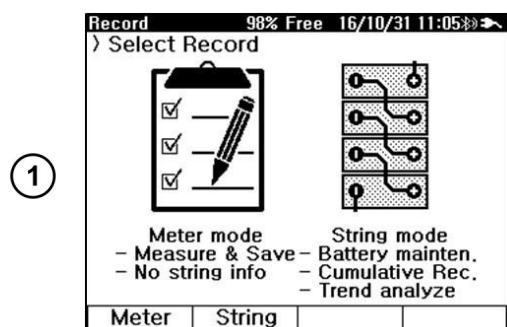 Record 98% Free 16/10/31 11:05
⟩ Select Record
1
Meter mode
- Measure & Save
- No string info
String mode
- Battery mainten.
- Cumulative Rec.
- Trend analyze
Meter String